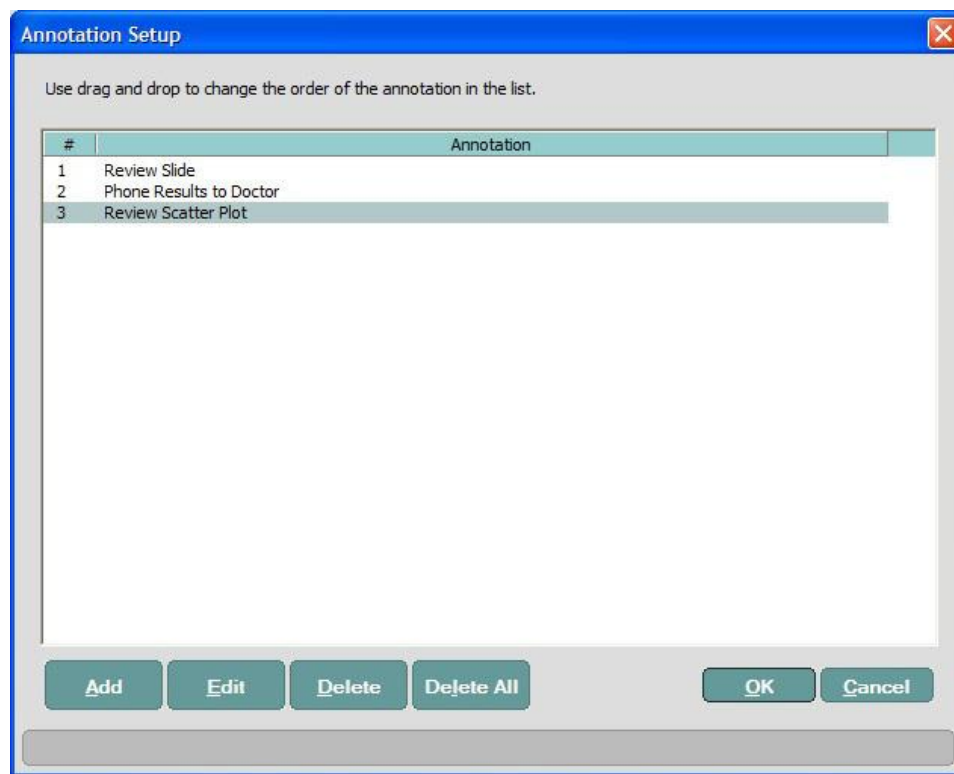 Annotation Setup
Use drag and drop to change the order of the annotation in the list.
# Annotation
1 Review Slide
2 Phone Results to Doctor
3 Review Scatter Plot
Add Edit Delete Delete All OK Cancel